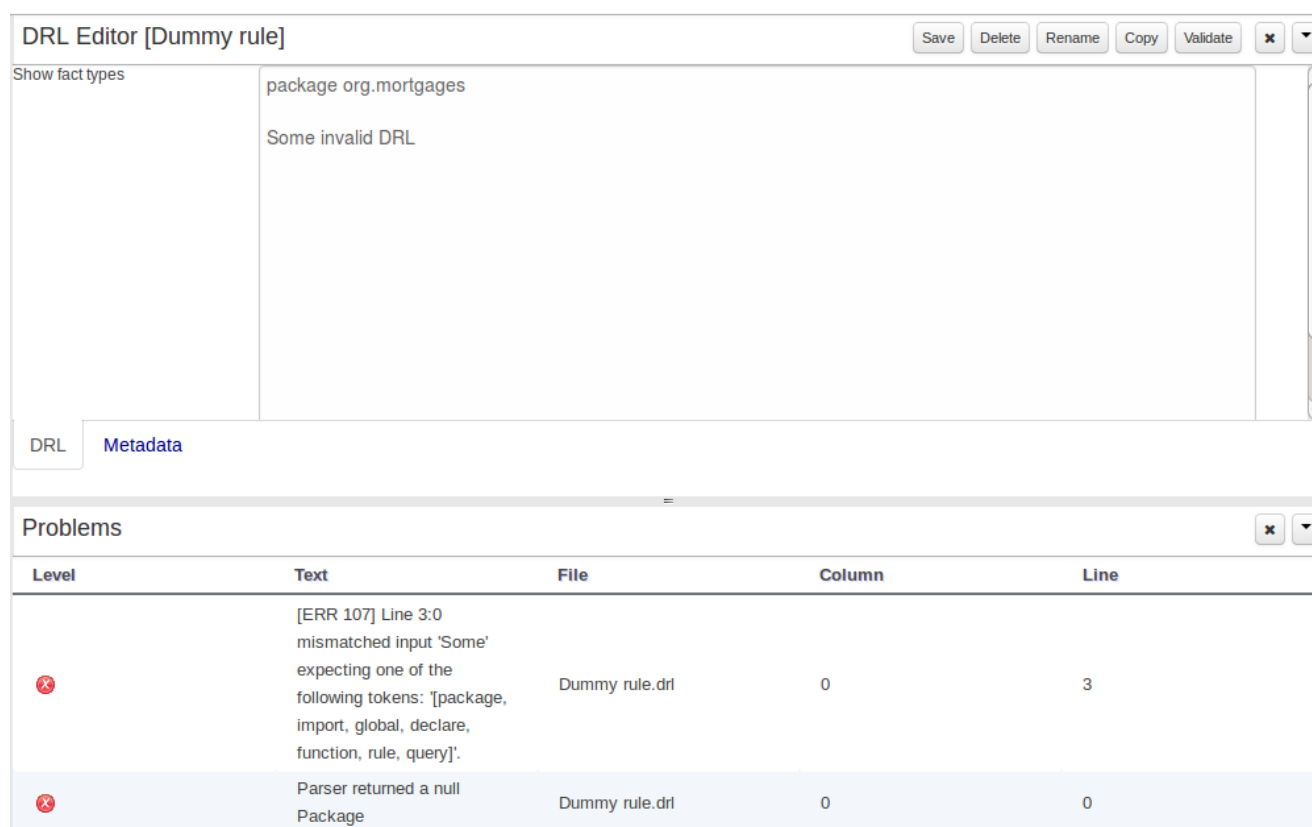 DRL Editor [Dummy rule]
Save Delete Rename Copy Validate
Show fact types
package org.mortgages
Some invalid DRL
DRL Metadata
Problems
Level Text File Column Line
[ERR 107] Line 3:0
mismatched input 'Some'
expecting one of the
following tokens: '[package,
import, global, declare,
function, rule, query]'.
Dummy rule.drl 0 3
Parser returned a null
Package
Dummy rule.drl 0 0